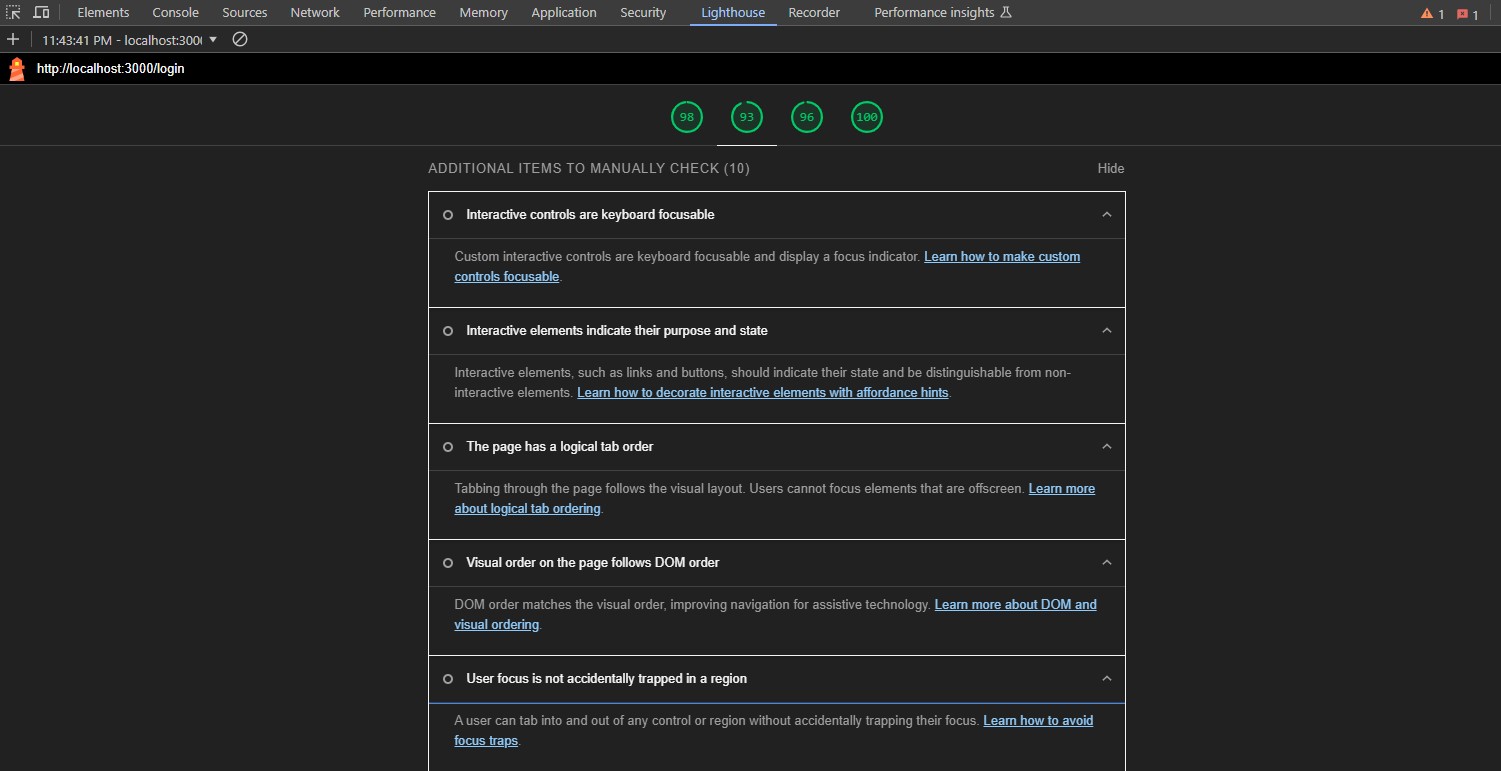 Elements Console Sources Network Performance Memory Application Security Lighthouse Recorder Performance insights 1 1
11:43:41 PM - localhost:3000
http://localhost:3000/login
98 93 96 100
ADDITIONAL ITEMS TO MANUALLY CHECK (10) Hide
Interactive controls are keyboard focusable
Custom interactive controls are keyboard focusable and display a focus indicator. Learn how to make custom
controls focusable.
Interactive elements indicate their purpose and state
Interactive elements, such as links and buttons, should indicate their state and be distinguishable from non-
interactive elements. Learn how to decorate interactive elements with affordance hints.
The page has a logical tab order
Tabbing through the page follows the visual layout. Users cannot focus elements that are offscreen. Learn more
about logical tab ordering.
Visual order on the page follows DOM order
DOM order matches the visual order, improving navigation for assistive technology. Learn more about DOM and
visual ordering.
User focus is not accidentally trapped in a region
A user can tab into and out of any control or region without accidentally trapping their focus. Learn how to avoid
focus traps.